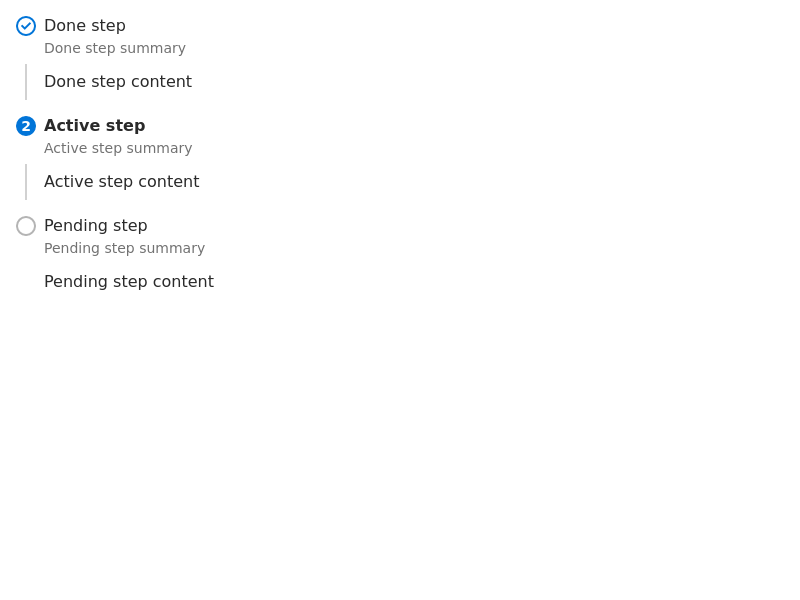 Done step
Done step summary
Done step content
2 Active step
Active step summary
Active step content
Pending step
Pending step summary
Pending step content